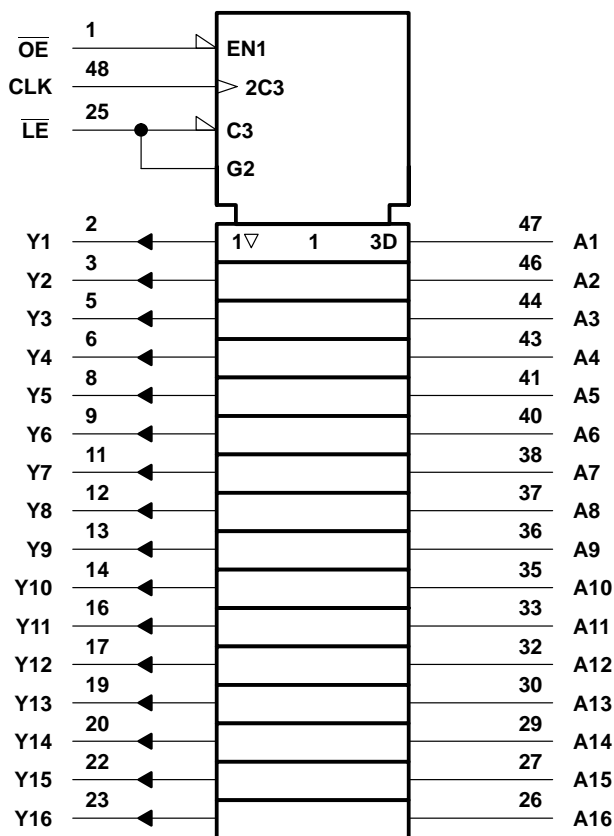 1
OE EN1
48
CLK 2C3
25
LE C3
G2
2 47
Y1 1▽ 1 3D A1
3 46
Y2 A2
5 44
Y3 A3
6 43
Y4 A4
8 41
Y5 A5
9 40
Y6 A6
11 38
Y7 A7
12 37
Y8 A8
13 36
Y9 A9
14 35
Y10 A10
16 33
Y11 A11
17 32
Y12 A12
19 30
Y13 A13
20 29
Y14 A14
22 27
Y15 A15
23 26
Y16 A16